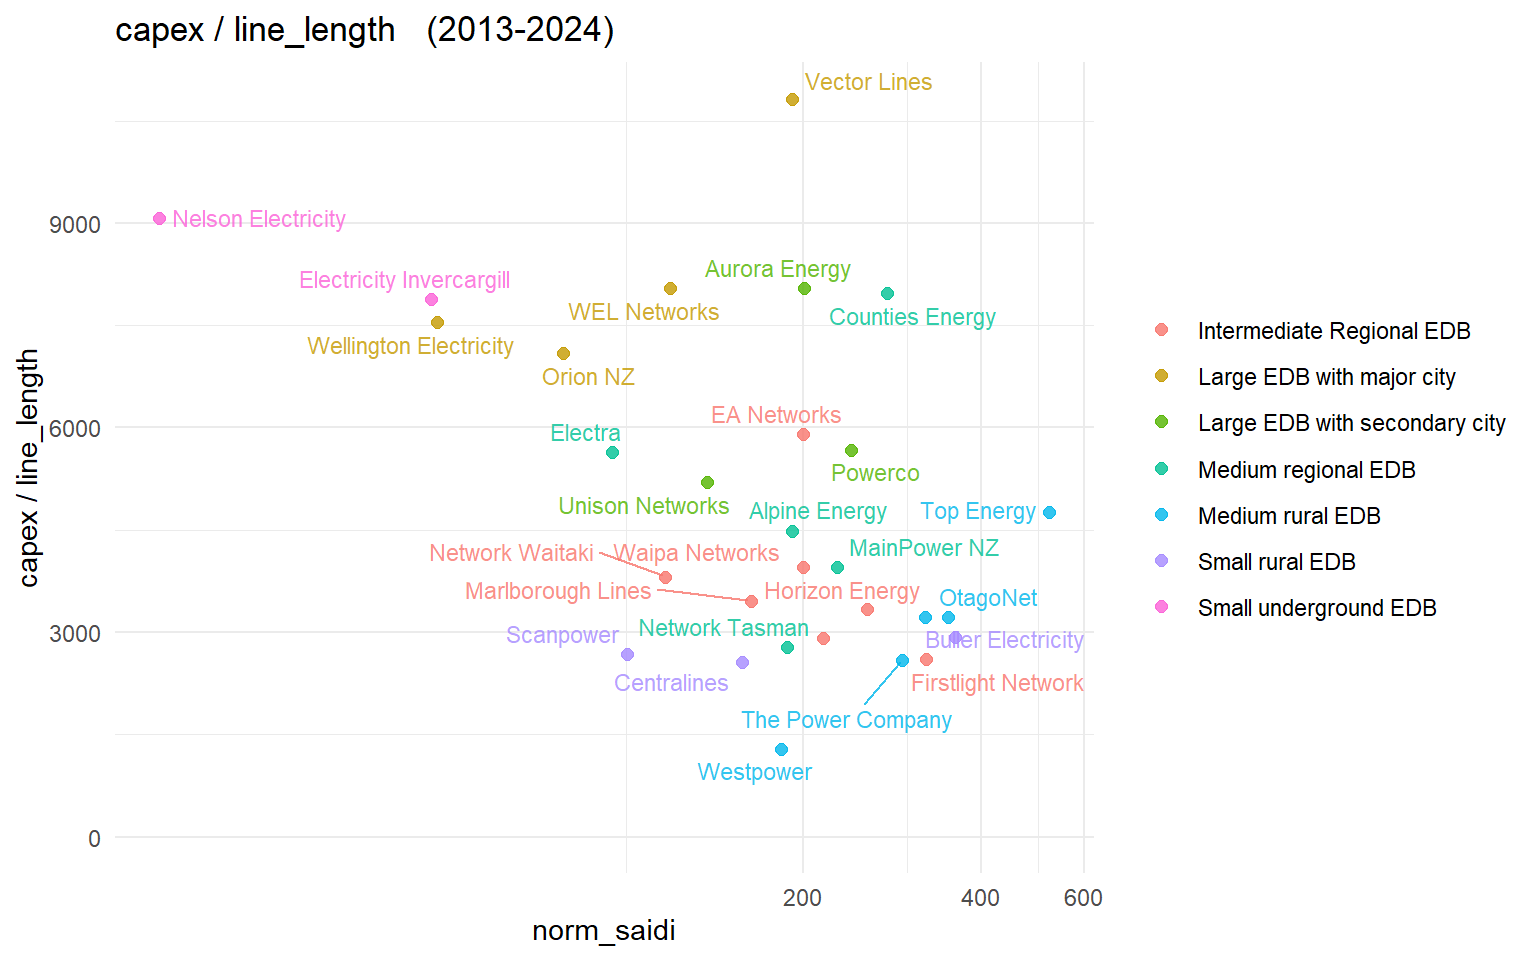 capex / line_length   (2013-2024)
Vector Lines
Nelson Electricity
Aurora Energy
Electricity Invercargill
WEL Networks
Counties Energy
Wellington Electricity
Orion NZ
EA Networks
Electra
Powerco
Unison Networks
Alpine Energy
Top Energy
MainPower NZ
Network Waitaki
Waipa Networks
Marlborough Lines
Horizon Energy
OtagoNet
Network Tasman
Scanpower
Buller Electricity
Centralines
Firstlight Network
The Power Company
Westpower
9000
6000
3000
0
capex / line_length
200
400
600
norm_saidi
Intermediate Regional EDB
Large EDB with major city
Large EDB with secondary city
Medium regional EDB
Medium rural EDB
Small rural EDB
Small underground EDB